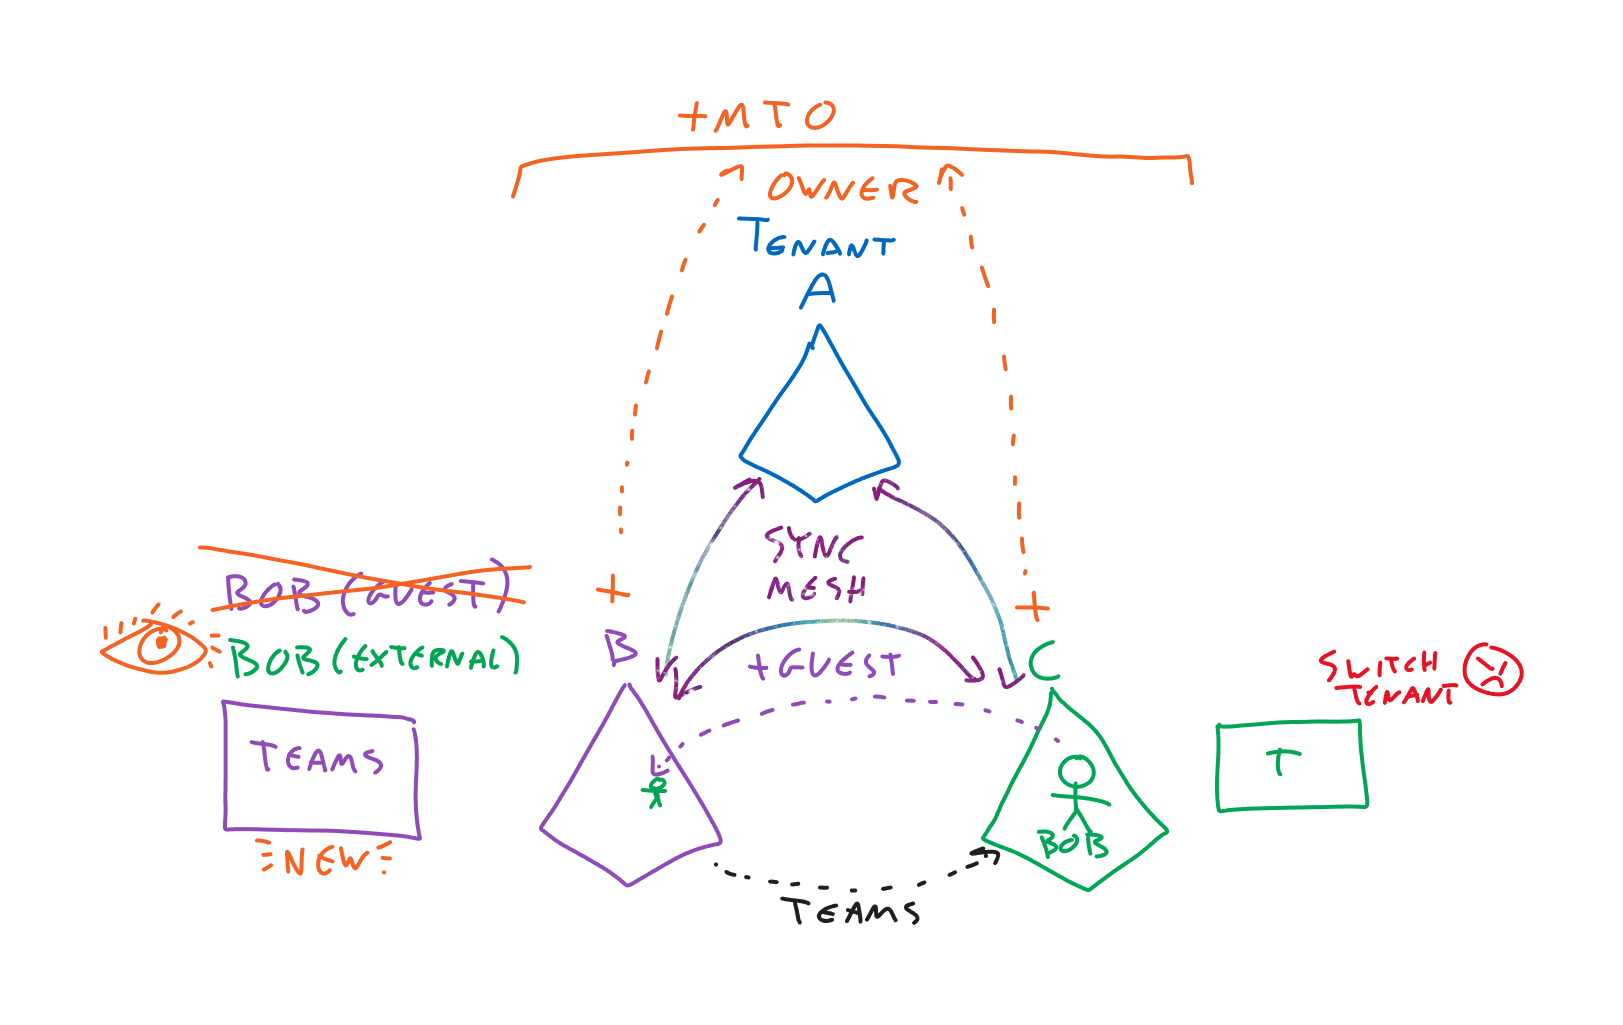 +MTO
OWNER
TENANT
A
SYNC
MESH
BOB (GUEST)
BOB (EXTERNAL)
B
+GUEST
C
SWITCH
TENANT
TEAMS
T
BOB
NEW
TEAMS